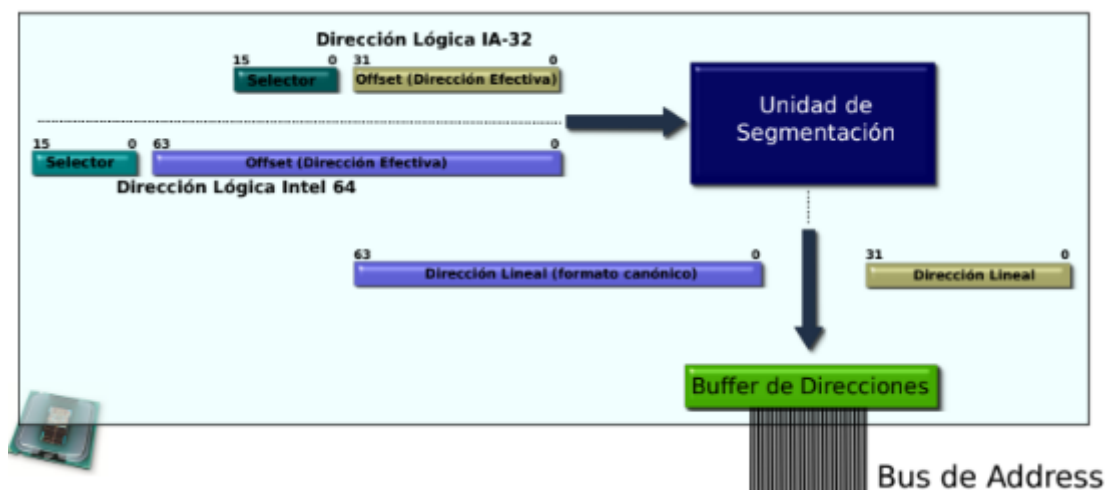 Dirección Lógica IA-32
15 0 31 0
Selector Offset (Dirección Efectiva)
Unidad de
Segmentación
15 0 63 0
Selector Offset (Dirección Efectiva)
Dirección Lógica Intel 64
63 0 31 0
Dirección Lineal (formato canónico) Dirección Lineal
Buffer de Direcciones
Bus de Address